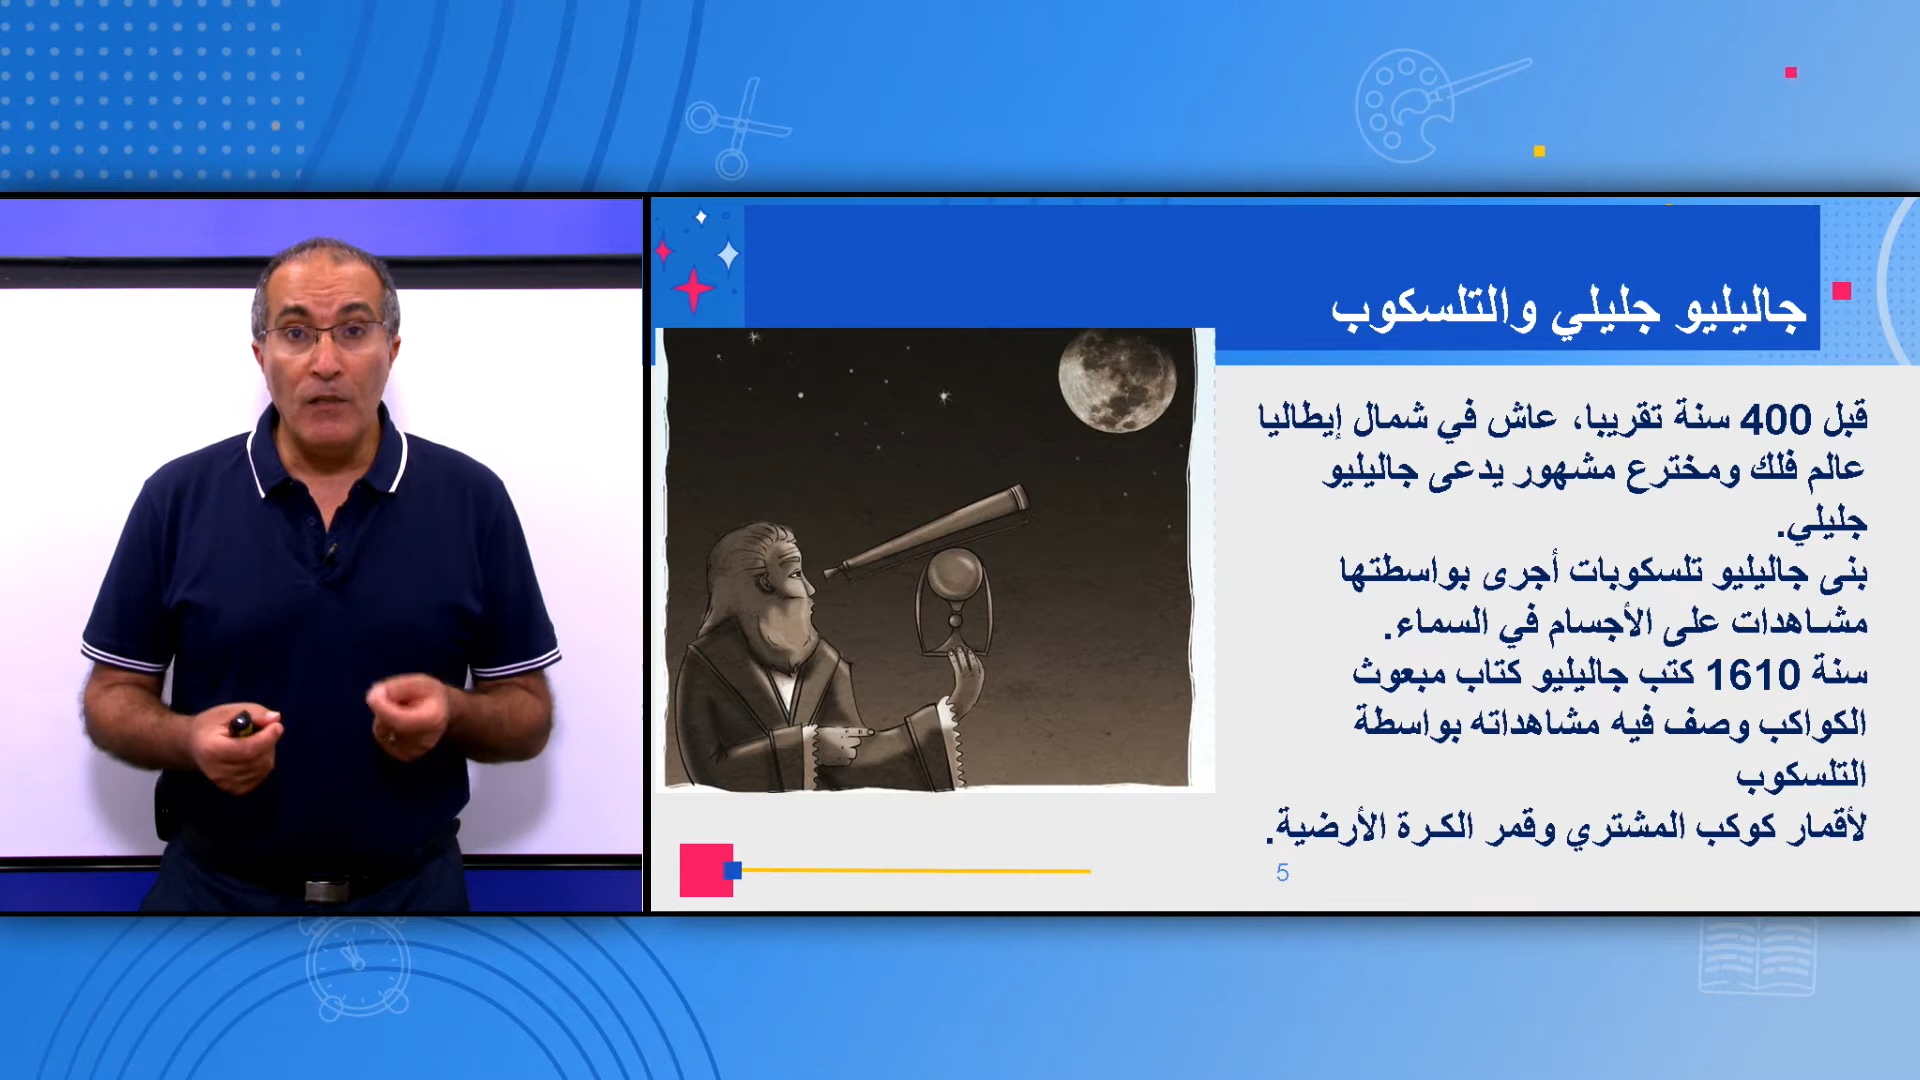 جاليليو جليلي والتلسكوب
قبل 400 سنة تقريبا، عاش في شمال إيطاليا
عالم فلك ومخترع مشهور يدعى جاليليو
جليلي.
بنى جاليليو تلسكوبات أجرى بواسطتها
مشاهدات على الأجسام في السماء.
سنة 1610 كتب جاليليو كتاب مبعوث
الكواكب وصف فيه مشاهداته بواسطة
التلسكوب
لأقمار كوكب المشتري وقمر الكرة الأرضية.
5